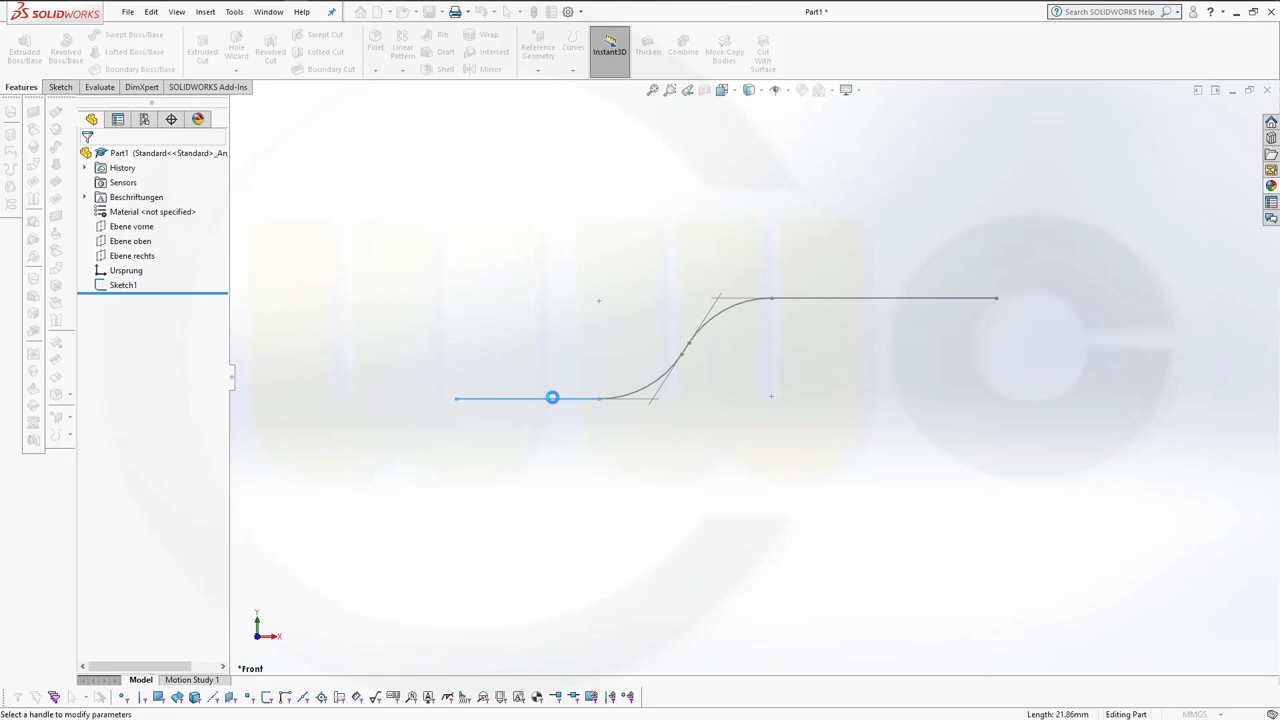 SOLIDWORKS File Edit View Insert Tools Window Help Part1 * Search SOLIDWORKS Help
Extruded Boss/Base Revolved Boss/Base Swept Boss/Base Lofted Boss/Base Boundary Boss/Base Extruded Cut Hole Wizard Revolved Cut Swept Cut Lofted Cut Boundary Cut Fillet Linear Pattern Rib Draft Shell Wrap Intersect Mirror Reference Geometry Curves Instant3D Thicken Combine Move/Copy Bodies Cut With Surface
Features Sketch Evaluate DimXpert SOLIDWORKS Add-Ins
Part1 (Standard<<Standard>_An
History
Sensors
Beschriftungen
Material <not specified>
Ebene vorne
Ebene oben
Ebene rechts
Ursprung
Sketch1
Y
X
*Front
Model Motion Study 1
Select a handle to modify parameters Length: 21.86mm Editing Part MMGS